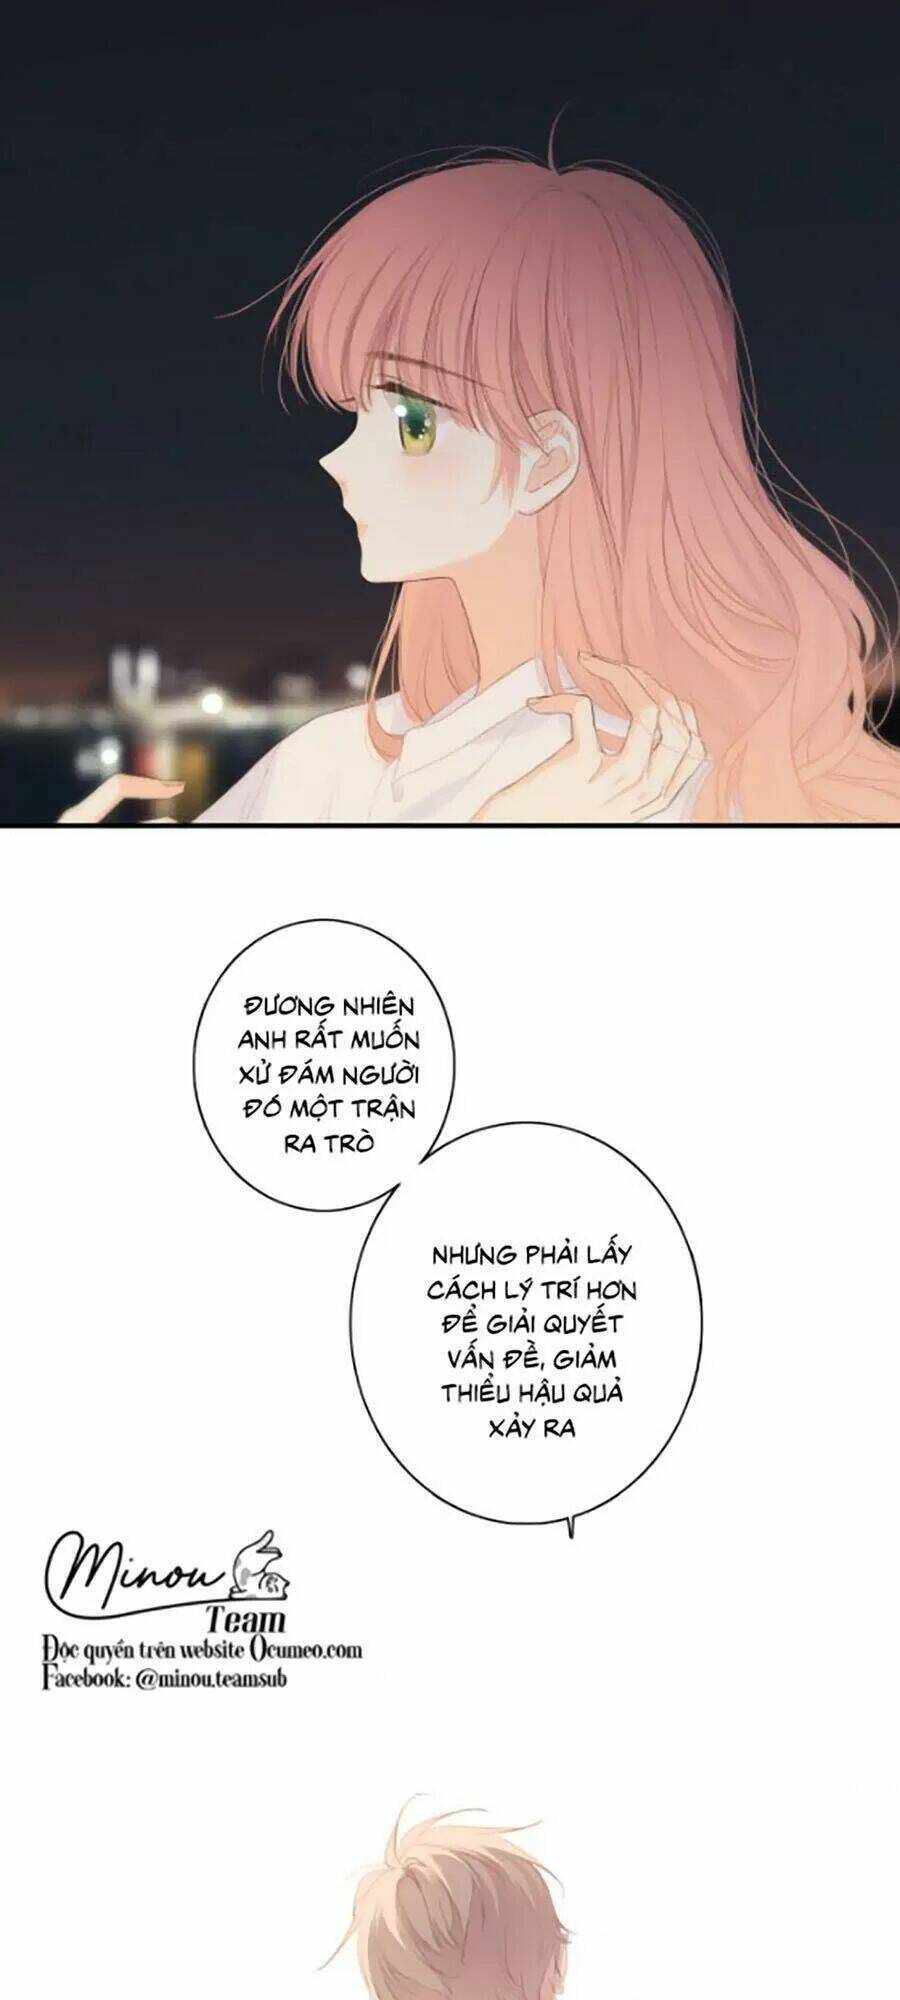 ĐƯƠNG NHIÊN
ANH RẤT MUỐN
XỬ ĐÁM NGƯỜI
ĐÓ MỘT TRẬN
RA TRÒ
NHƯNG PHẢI LẤY
CÁCH LÝ TRÍ HƠN
ĐỂ GIẢI QUYẾT
VẤN ĐỀ, GIẢM
THIỂU HẬU QUẢ
XẢY RA
Minou
Team
Độc quyền trên website Ocumeo.com
Facebook: @minou.teamsub